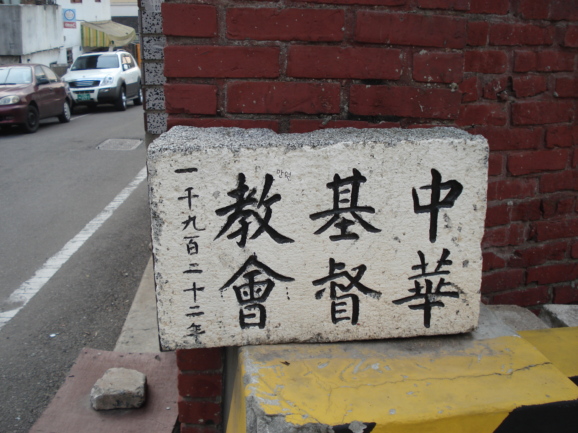 中華
基督
教會
一千九百二十二年